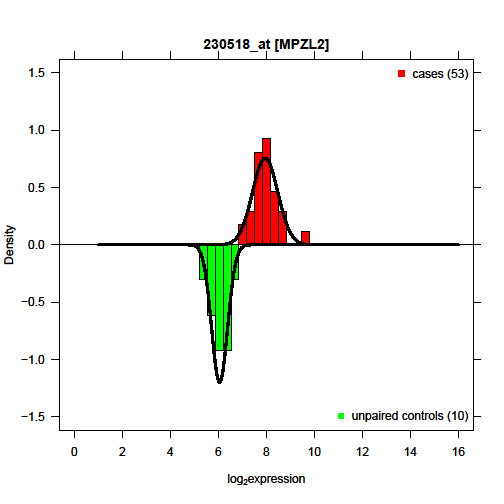 230518_at [MPZL2]
cases (53)
1.5
1.0
0.5
0.0
−0.5
−1.0
−1.5
Density
unpaired controls (10)
0 2 4 6 8 10 12 14 16
log₂expression